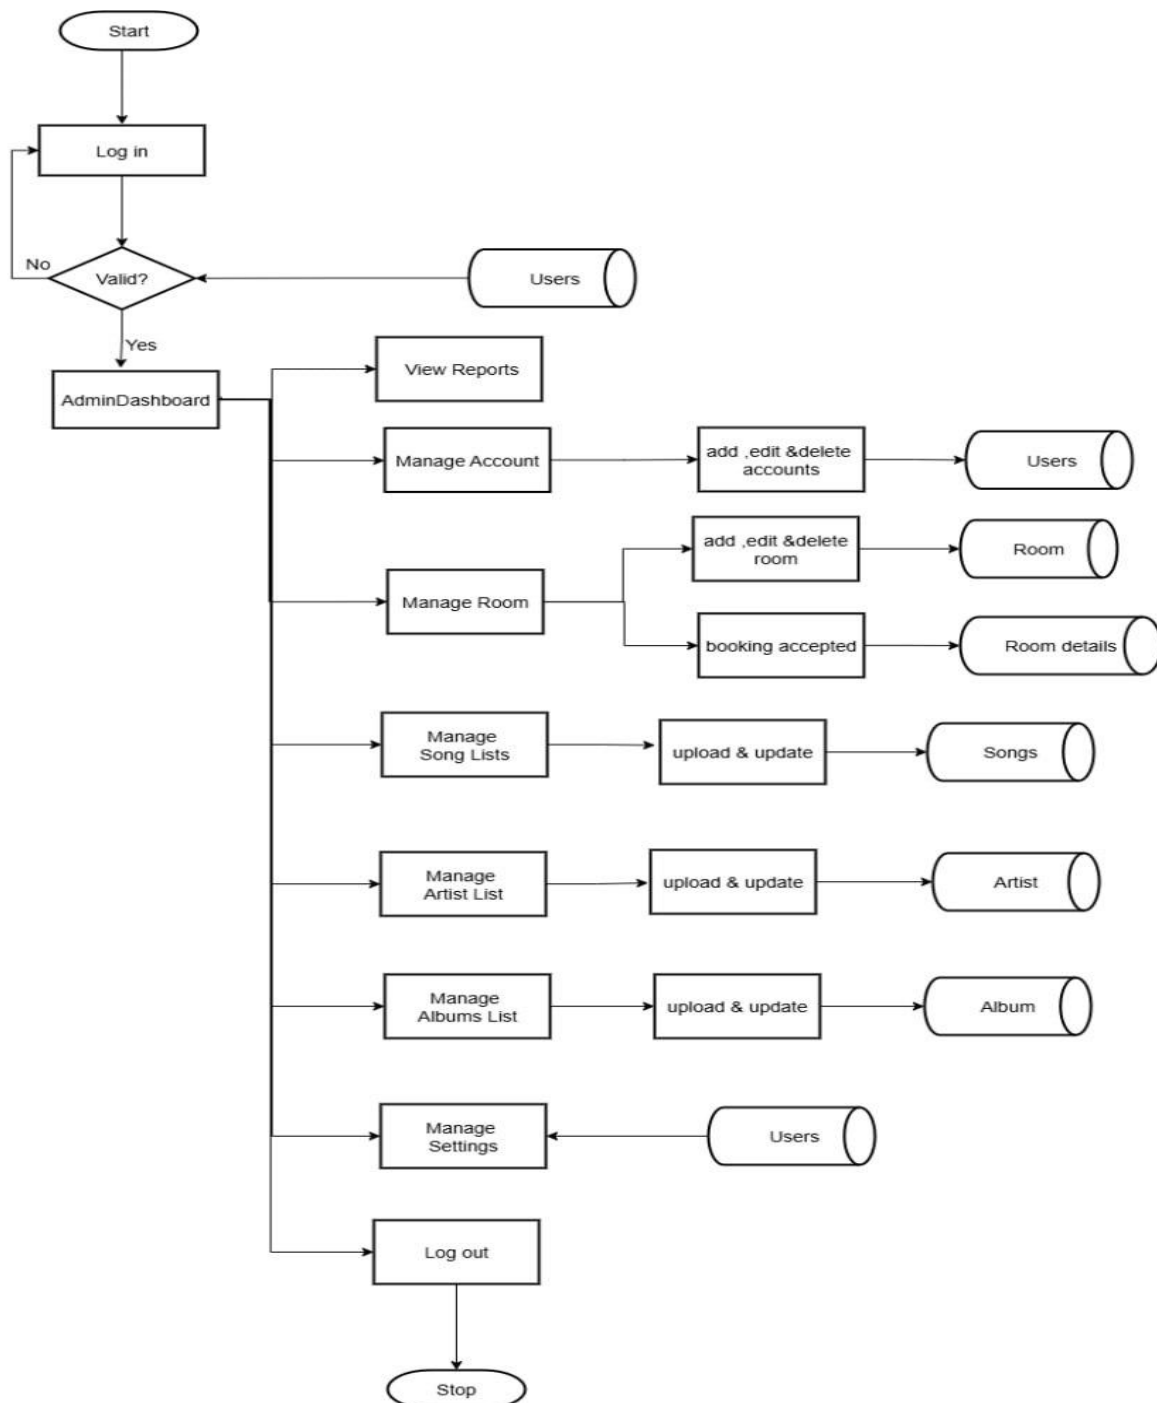 Start
Log in
No
Valid?
Users
Yes
View Reports
AdminDashboard
Manage Account
add ,edit &delete
accounts
Users
add ,edit &delete
room
Room
Manage Room
booking accepted
Room details
Manage
Song Lists
upload & update
Songs
Manage
Artist List
upload & update
Artist
Manage
Albums List
upload & update
Album
Manage
Settings
Users
Log out
Stop